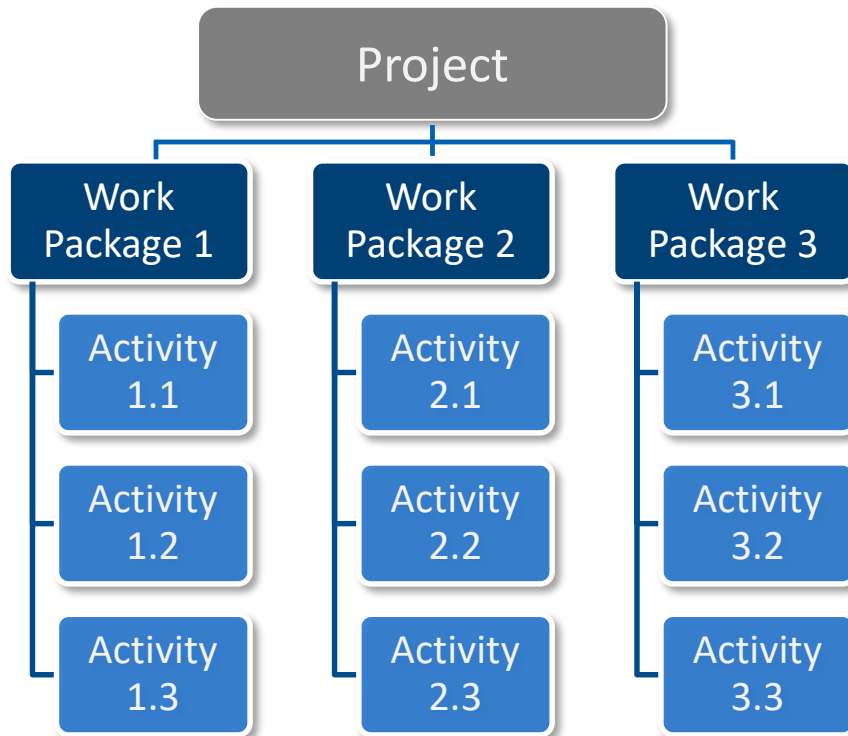 Project
Work
Package 1
Work
Package 2
Work
Package 3
Activity
1.1
Activity
2.1
Activity
3.1
Activity
1.2
Activity
2.2
Activity
3.2
Activity
1.3
Activity
2.3
Activity
3.3